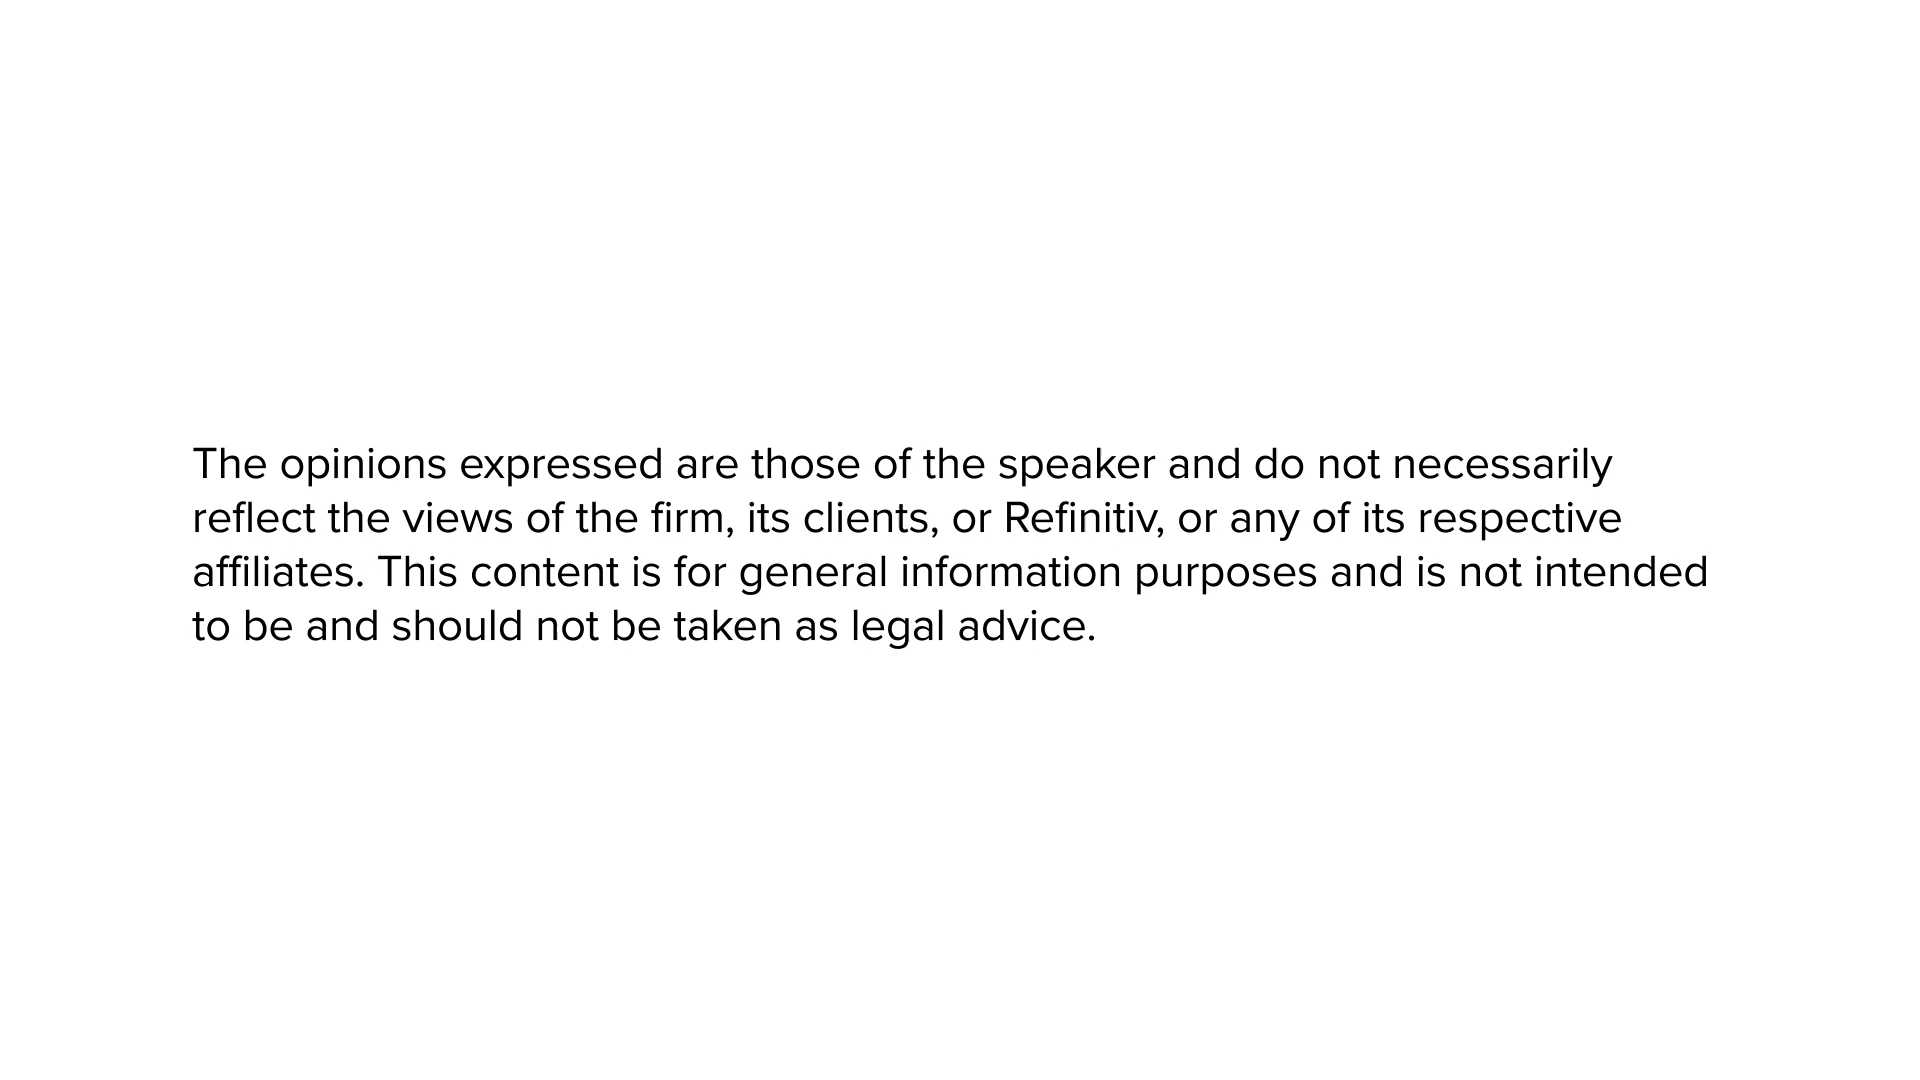 The opinions expressed are those of the speaker and do not necessarily
reflect the views of the firm, its clients, or Refinitiv, or any of its respective
affiliates. This content is for general information purposes and is not intended
to be and should not be taken as legal advice.